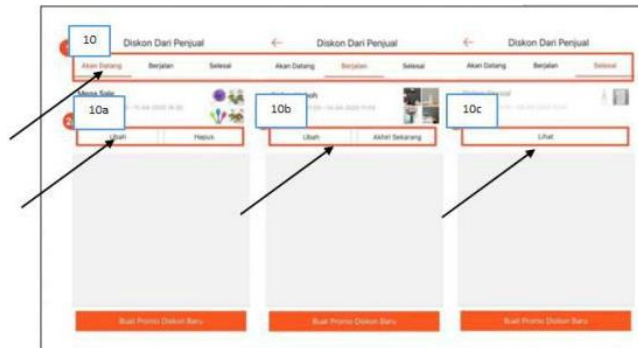 10
Diskon Dari Penjual
Diskon Dari Penjual
Diskon Dari Penjual
Akan Datang Berjalan Selesai
Akan Datang Berjalan Selesai
Akan Datang Berjalan Selesai
Mega Sale
10a
10b
10c
2
Ubah Hapus
Ubah Akhiri Sekarang
Lihat
Buat Promo Diskon Baru
Buat Promo Diskon Baru
Buat Promo Diskon Baru